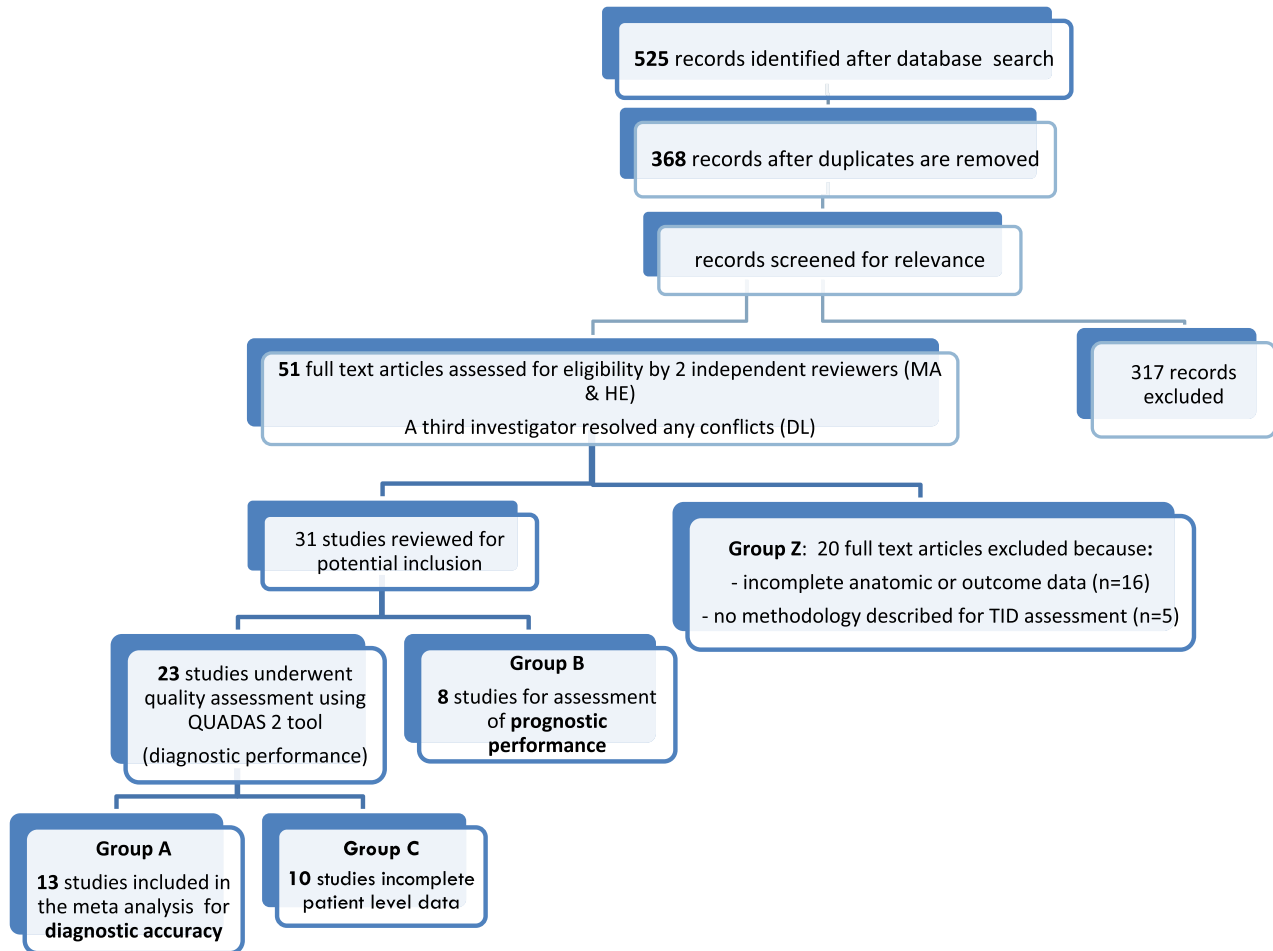 525 records identified after database search
368 records after duplicates are removed
records screened for relevance
51 full text articles assessed for eligibility by 2 independent reviewers (MA
& HE)
A third investigator resolved any conflicts (DL)
317 records
excluded
31 studies reviewed for
potential inclusion
Group Z: 20 full text articles excluded because:
- incomplete anatomic or outcome data (n=16)
- no methodology described for TID assessment (n=5)
23 studies underwent
quality assessment using
QUADAS 2 tool
(diagnostic performance)
Group B
8 studies for assessment
of prognostic
performance
Group A
13 studies included in
the meta analysis for
diagnostic accuracy
Group C
10 studies incomplete
patient level data